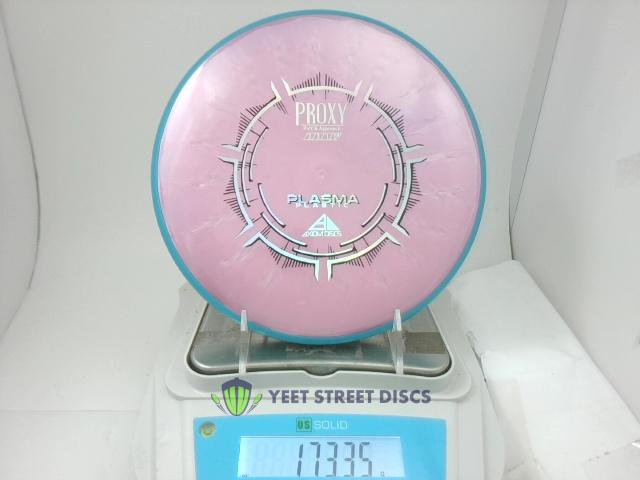 PROXY
Putt & Approach
PLASMA
PLASTIC
AXIOM DISCS
YEET STREET DISCS
US SOLID
173.35 g